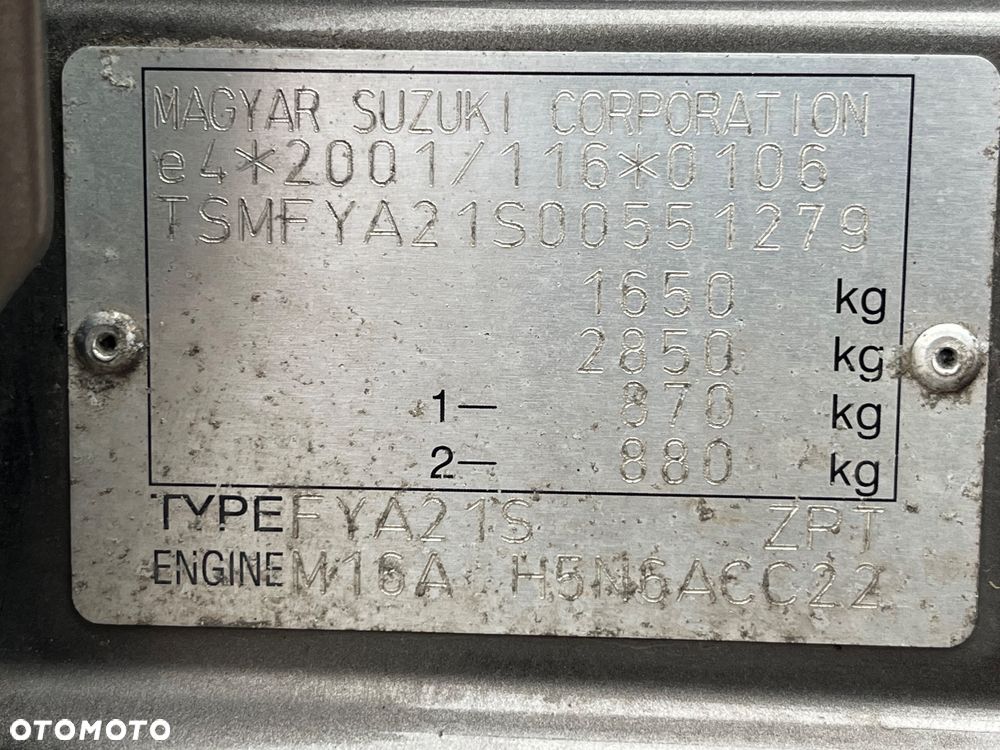 MAGYAR SUZUKI CORPORATION
e4*2001/116*0106
TSMFYA21S00551279
1650 kg
2850 kg
1— 870 kg
2— 880 kg
TYPE FYA21S ZPT
ENGINE M16A H5N6ACC22
OTOMOTO